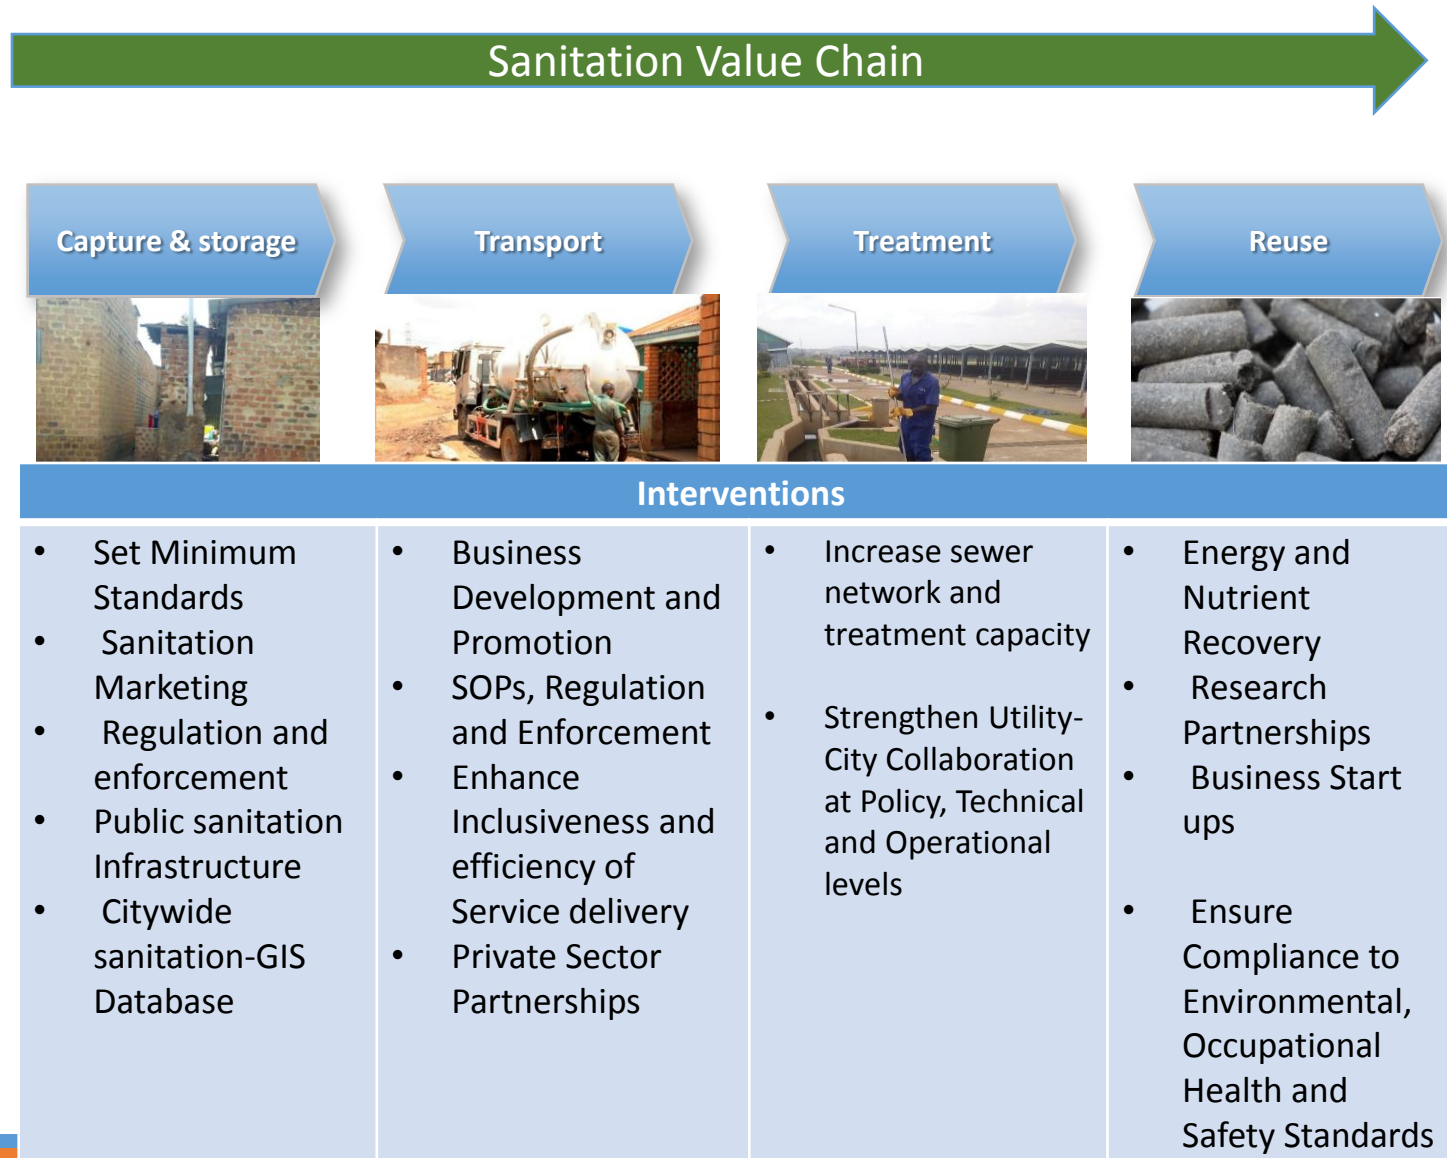 Sanitation Value Chain
Capture & storage
Transport
Treatment
Reuse
Interventions
• Set Minimum
Standards
• Sanitation
Marketing
• Regulation and
enforcement
• Public sanitation
Infrastructure
• Citywide
sanitation-GIS
Database
• Business
Development and
Promotion
• SOPs, Regulation
and Enforcement
• Enhance
Inclusiveness and
efficiency of
Service delivery
• Private Sector
Partnerships
• Increase sewer
network and
treatment capacity
• Strengthen Utility-
City Collaboration
at Policy, Technical
and Operational
levels
• Energy and
Nutrient
Recovery
• Research
Partnerships
• Business Start
ups
• Ensure
Compliance to
Environmental,
Occupational
Health and
Safety Standards